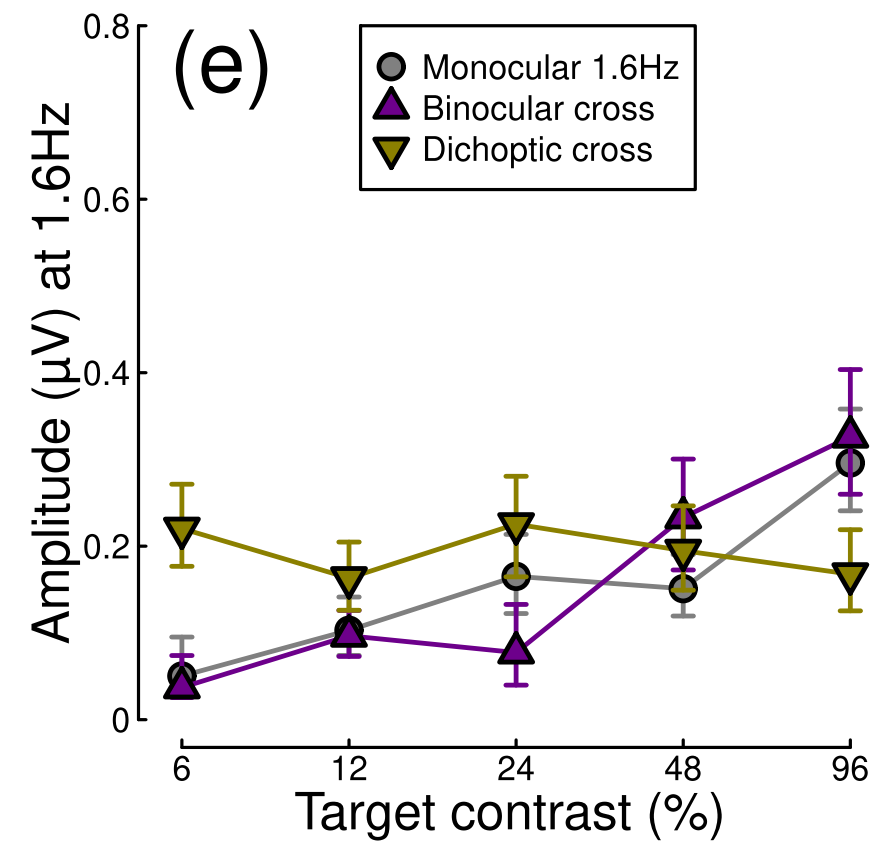 (e)
Monocular 1.6Hz
Binocular cross
Dichoptic cross
Amplitude (µV) at 1.6Hz
0.8
0.6
0.4
0.2
0
6 12 24 48 96
Target contrast (%)